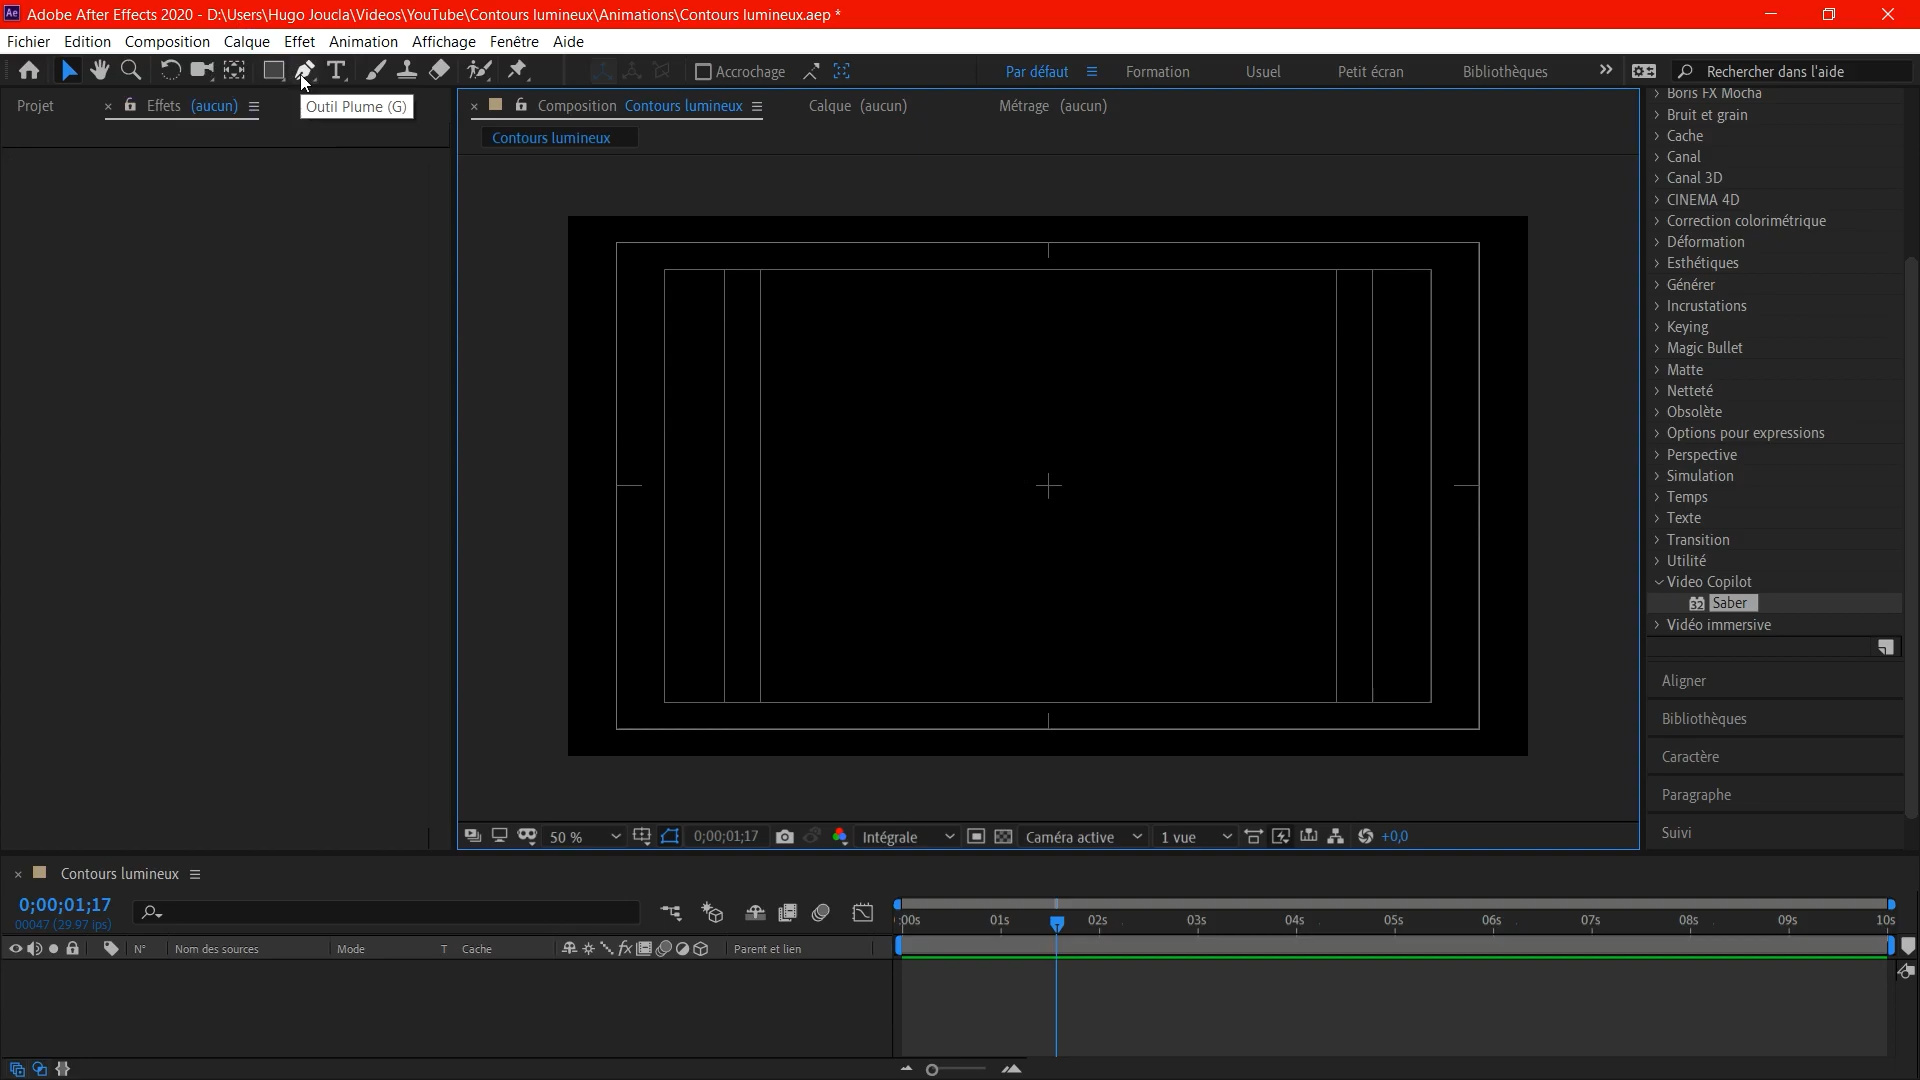 Ae Adobe After Effects 2020 - D:\Users\Hugo Joucla\Videos\YouTube\Contours lumineux\Animations\Contours lumineux.aep *
Fichier Edition Composition Calque Effet Animation Affichage Fenêtre Aide
T Accrochage Par défaut Formation Usuel Petit écran Bibliothèques Rechercher dans l'aide
Projet Effets (aucun) Outil Plume (G)
Composition Contours lumineux Calque (aucun) Métrage (aucun)
Contours lumineux
Boris FX Mocha
Bruit et grain
Cache
Canal
Canal 3D
CINEMA 4D
Correction colorimétrique
Déformation
Esthétiques
Générer
Incrustations
Keying
Magic Bullet
Matte
Netteté
Obsolète
Options pour expressions
Perspective
Simulation
Temps
Texte
Transition
Utilité
Video Copilot
32 Saber
Vidéo immersive
Aligner
Bibliothèques
Caractère
Paragraphe
Suivi
50 % 0;00;01;17 Intégrale Caméra active 1 vue +0,0
Contours lumineux
0;00;01;17
00047 (29.97 ips)
:00s 01s 02s 03s 04s 05s 06s 07s 08s 09s 10s
N° Nom des sources Mode T Cache fx Parent et lien